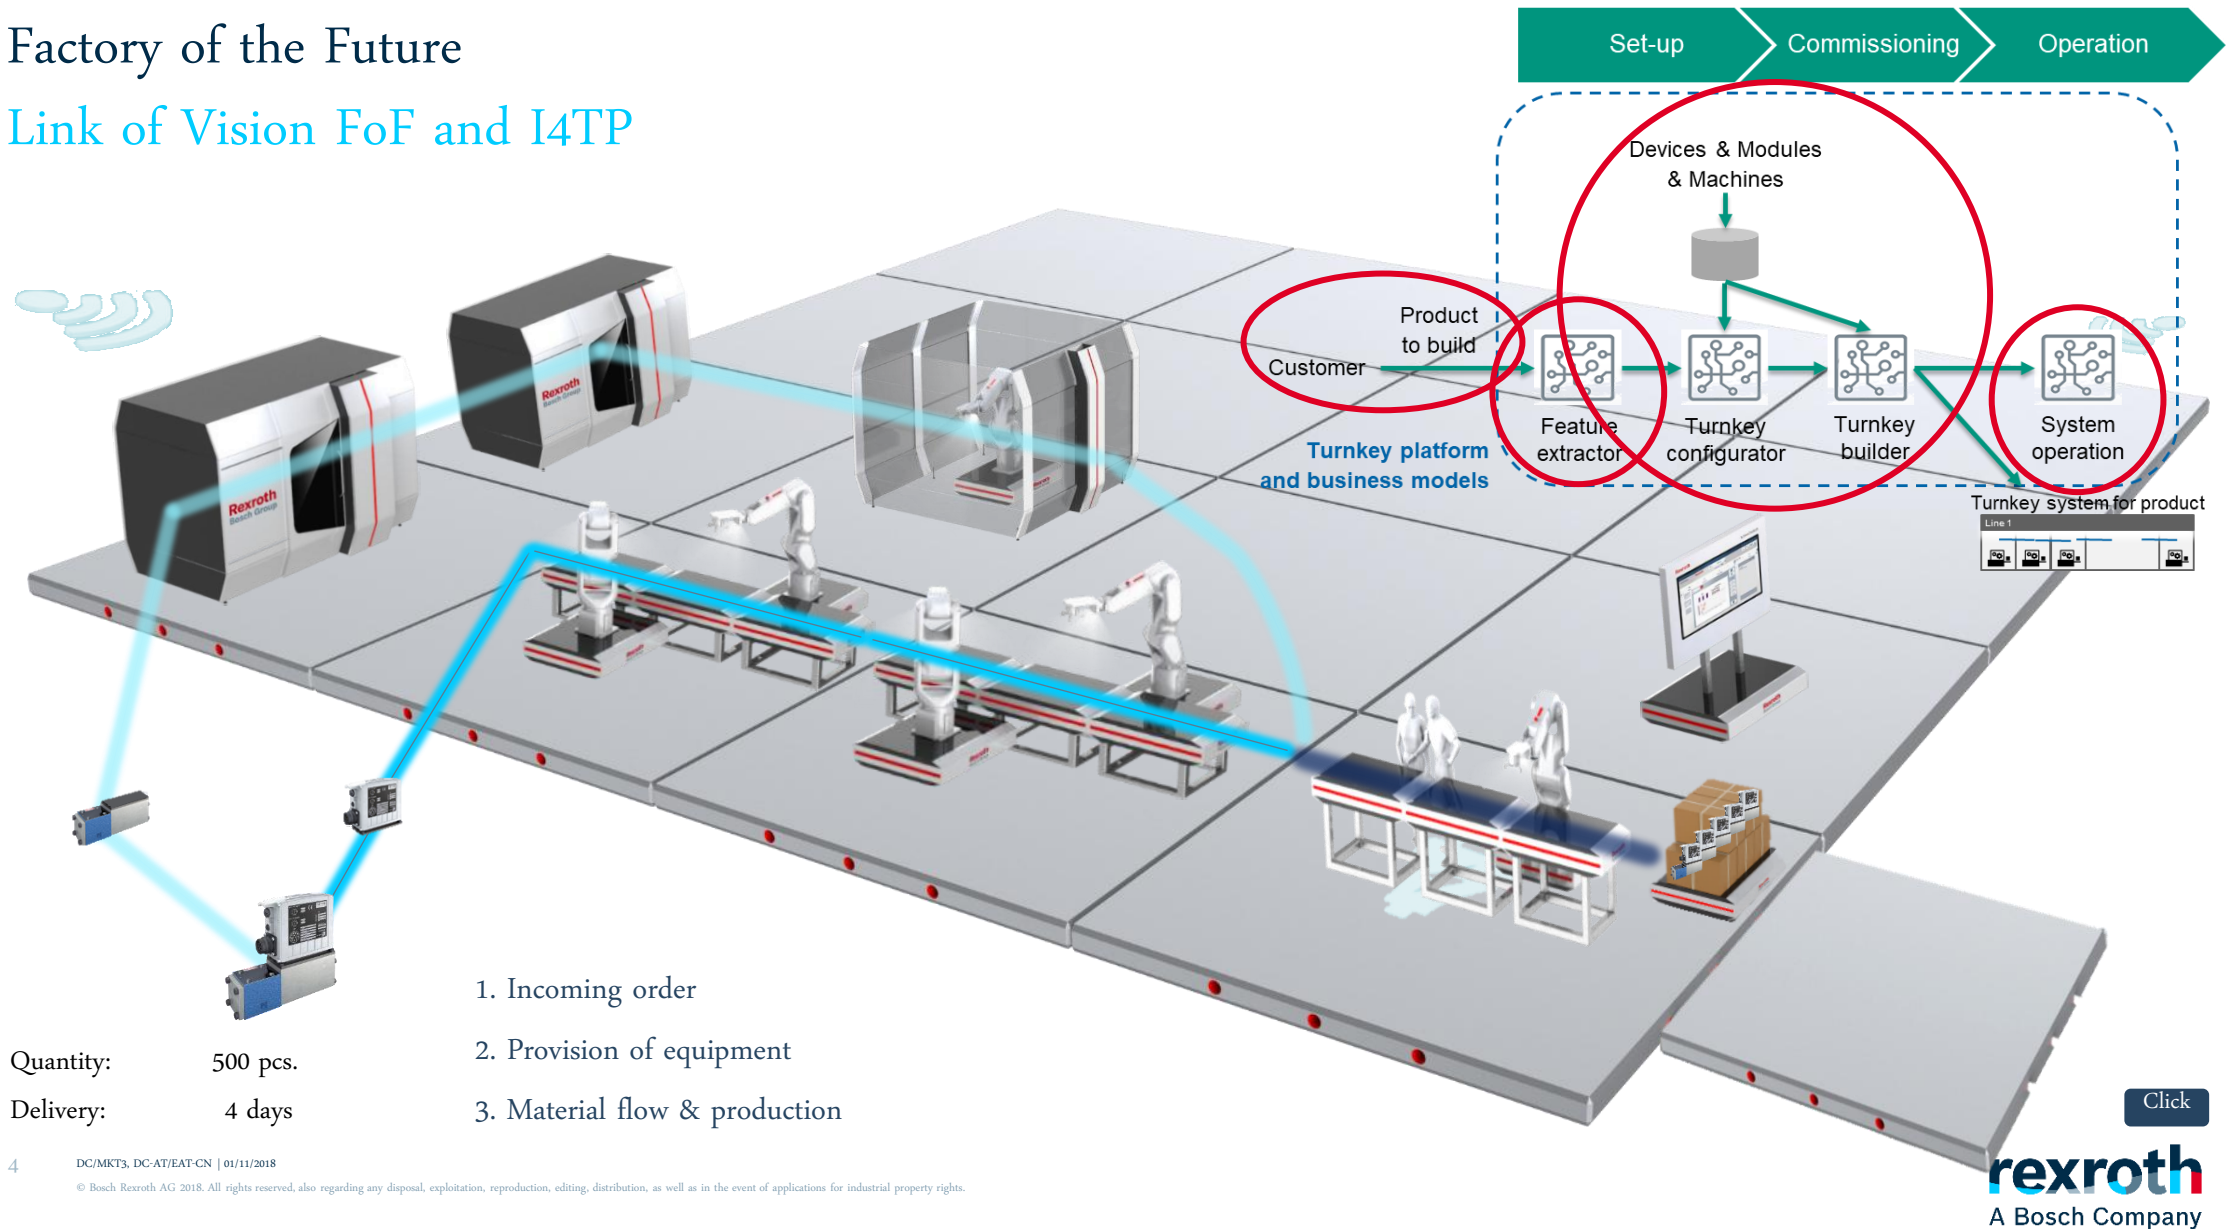 Factory of the Future
Link of Vision FoF and I4TP
Set-up
Commissioning
Operation
Devices & Modules
& Machines
Product
to build
Customer
Feature
extractor
Turnkey
configurator
Turnkey
builder
System
operation
Turnkey platform
and business models
Turnkey system for product
Line 1
Rexroth
Bosch Group
Rexroth
Bosch Group
1. Incoming order
2. Provision of equipment
3. Material flow & production
Quantity: 500 pcs.
Delivery: 4 days
Click
4
DC/MKT3, DC-AT/EAT-CN | 01/11/2018
© Bosch Rexroth AG 2018. All rights reserved, also regarding any disposal, exploitation, reproduction, editing, distribution, as well as in the event of applications for industrial property rights.
rexroth
A Bosch Company